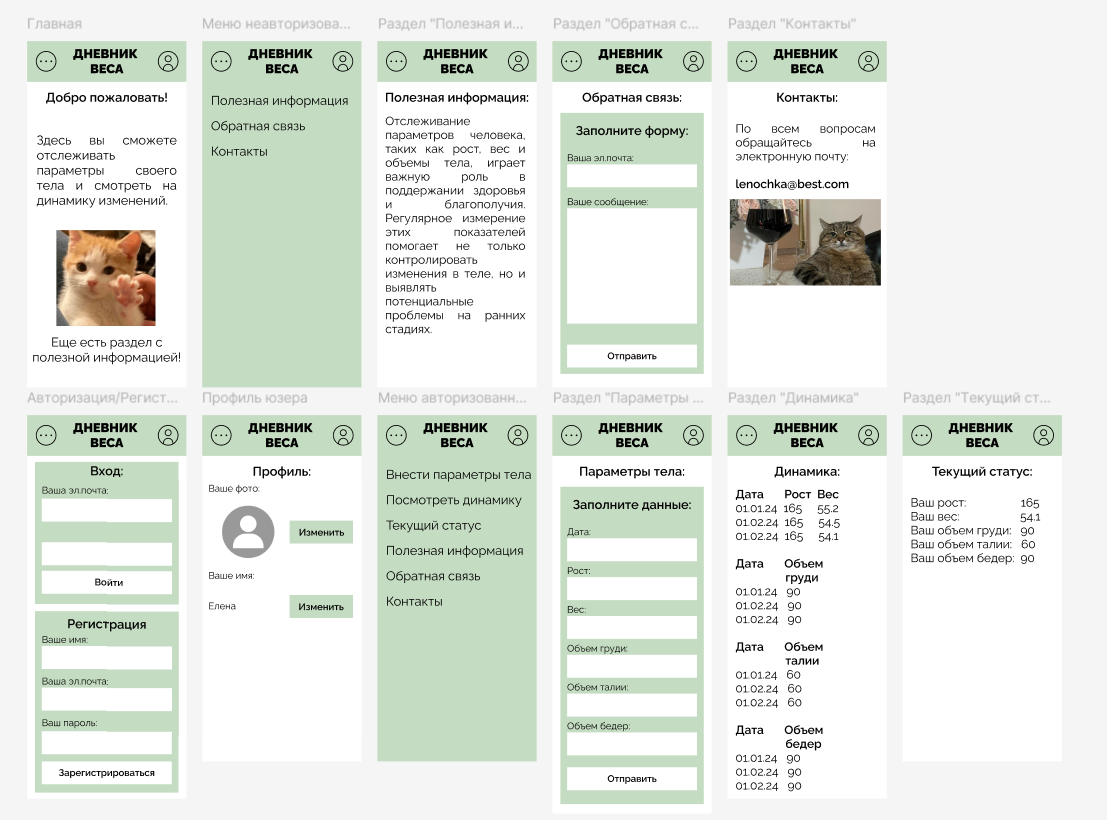 Главная
ДНЕВНИК
ВЕСА
Добро пожаловать!
Здесь вы сможете
отслеживать
параметры своего
тела и смотреть на
динамику изменений.
Еще есть раздел с
полезной информацией!
Меню неавторизова...
ДНЕВНИК
ВЕСА
Полезная информация
Обратная связь
Контакты
Раздел "Полезная и...
ДНЕВНИК
ВЕСА
Полезная информация:
Отслеживание
параметров человека,
таких как рост, вес и
объемы тела, играет
важную роль в
поддержании здоровья
и благополучия.
Регулярное измерение
этих показателей
помогает не только
контролировать
изменения в теле, но и
выявлять
потенциальные
проблемы на ранних
стадиях.
Раздел "Обратная с...
ДНЕВНИК
ВЕСА
Обратная связь:
Заполните форму:
Ваша эл.почта:
Ваше сообщение:
Отправить
Раздел "Контакты"
ДНЕВНИК
ВЕСА
Контакты:
По всем вопросам
обращайтесь на
электронную почту:
lenochka@best.com
Авторизация/Регист...
ДНЕВНИК
ВЕСА
Вход:
Ваша эл.почта:
Войти
Регистрация
Ваше имя:
Ваша эл.почта:
Ваш пароль:
Зарегистрироваться
Профиль юзера
ДНЕВНИК
ВЕСА
Профиль:
Ваше фото:
Изменить
Ваше имя:
Елена Изменить
Меню авторизованн...
ДНЕВНИК
ВЕСА
Внести параметры тела
Посмотреть динамику
Текущий статус
Полезная информация
Обратная связь
Контакты
Раздел "Параметры ...
ДНЕВНИК
ВЕСА
Параметры тела:
Заполните данные:
Дата:
Рост:
Вес:
Объем груди:
Объем талии:
Объем бедер:
Отправить
Раздел "Динамика"
ДНЕВНИК
ВЕСА
Динамика:
Дата Рост Вес
01.01.24 165 55.2
01.02.24 165 54.5
01.02.24 165 54.1
Дата Объем
груди
01.01.24 90
01.02.24 90
01.02.24 90
Дата Объем
талии
01.01.24 60
01.02.24 60
01.02.24 60
Дата Объем
бедер
01.01.24 90
01.02.24 90
01.02.24 90
Раздел "Текущий ст...
ДНЕВНИК
ВЕСА
Текущий статус:
Ваш рост: 165
Ваш вес: 54.1
Ваш объем груди: 90
Ваш объем талии: 60
Ваш объем бедер: 90